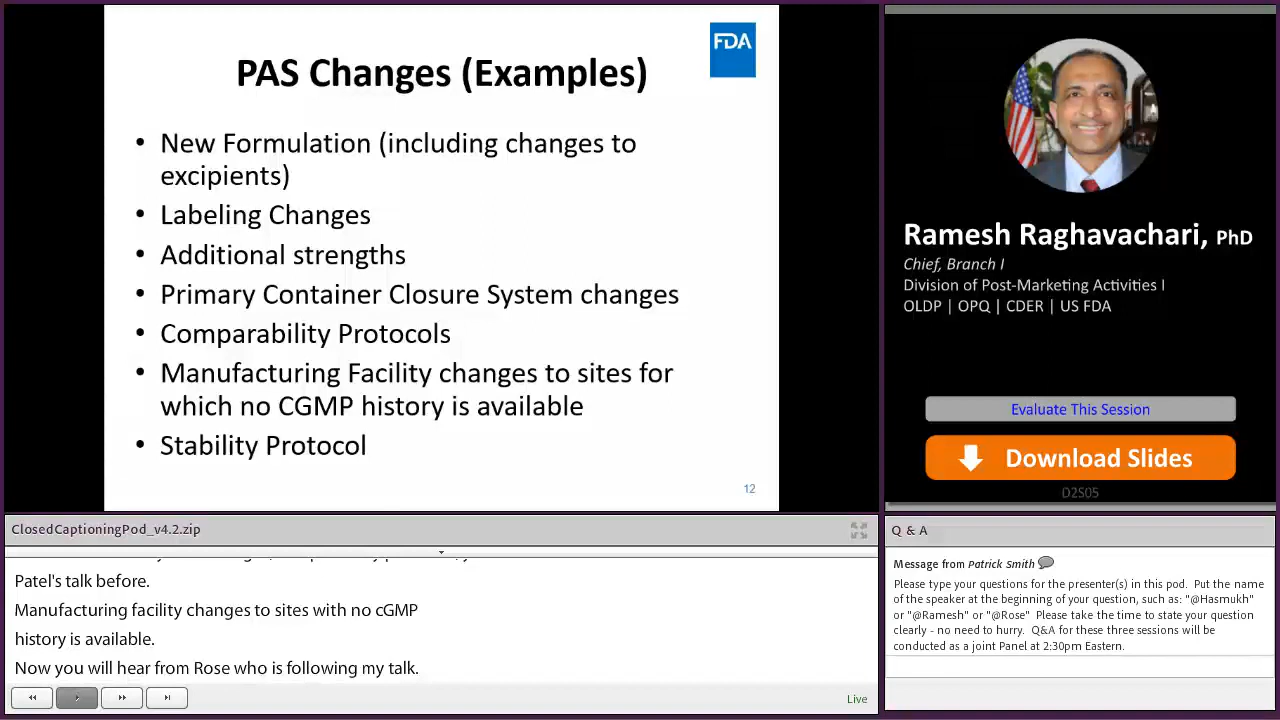 FDA
PAS Changes (Examples)
• New Formulation (including changes to
excipients)
• Labeling Changes
• Additional strengths
• Primary Container Closure System changes
• Comparability Protocols
• Manufacturing Facility changes to sites for
which no CGMP history is available
• Stability Protocol
12
Ramesh Raghavachari, PhD
Chief, Branch I
Division of Post-Marketing Activities I
OLDP | OPQ | CDER | US FDA
Evaluate This Session
Download Slides
D2S05
ClosedCaptioningPod_v4.2.zip
Patel's talk before.
Manufacturing facility changes to sites with no cGMP
history is available.
Now you will hear from Rose who is following my talk.
Live
Q & A
Message from Patrick Smith
Please type your questions for the presenter(s) in this pod. Put the name
of the speaker at the beginning of your question, such as: "@Hasmukh"
or "@Ramesh" or "@Rose" Please take the time to state your question
clearly - no need to hurry. Q&A for these three sessions will be
conducted as a joint Panel at 2:30pm Eastern.